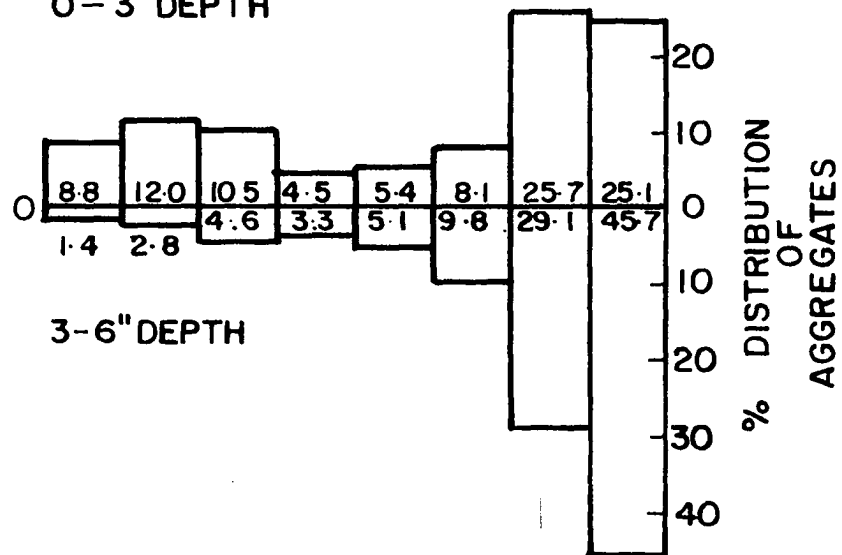 0-3 DEPTH
20
10
8.8 12.0 10.5 4.5 5.4 8.1 25.7 25.1
0 0
1.4 2.8 4.6 3.3 5.1 9.8 29.1 45.7
3-6" DEPTH
10
20
30
40
% DISTRIBUTION
OF
AGGREGATES